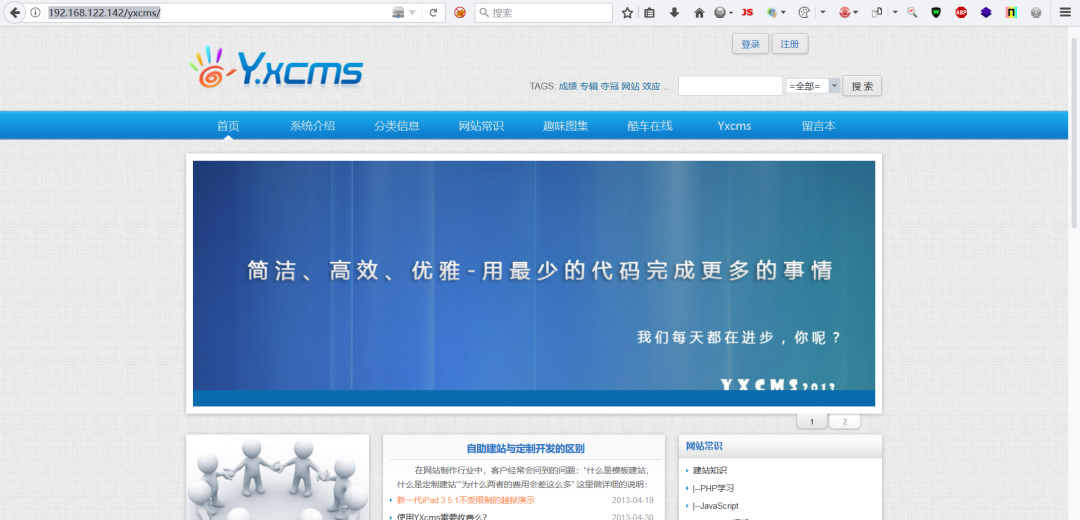 192.168.122.142/yxcms/
搜索
JS
ABP
登录 注册
Y.xcms
TAGS: 成绩 专辑 夺冠 网站 效应 ...
=全部=
搜 索
首页 系统介绍 分类信息 网站常识 趣味图集 酷车在线 Yxcms 留言本
简洁、高效、优雅-用最少的代码完成更多的事情
我们每天都在进步，你呢？
YXCMS2013
1 2
自助建站与定制开发的区别
在网站制作行业中，客户经常会问到的问题：“什么是模板建站，
什么是定制建站”“为什么两者的费用会差这么多” 这里做详细的说明：
新一代iPad 3 5.1不受限制的越狱演示 2013-04-19
使用YXcms需要收费么？ 2013-04-30
网站常识
建站知识
|--PHP学习
|--JavaScript